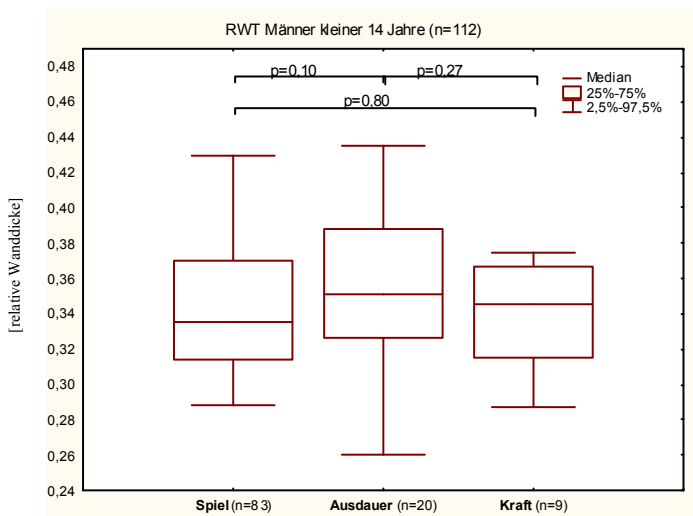 RWT Männer kleiner 14 Jahre (n=112)
0,48
0,46
0,44
0,42
0,40
0,38
0,36
0,34
0,32
0,30
0,28
0,26
0,24
[relative Wanddicke]
p=0,10
p=0,27
p=0,80
Median
25%-75%
2,5%-97,5%
Spiel (n=83) Ausdauer (n=20) Kraft (n=9)